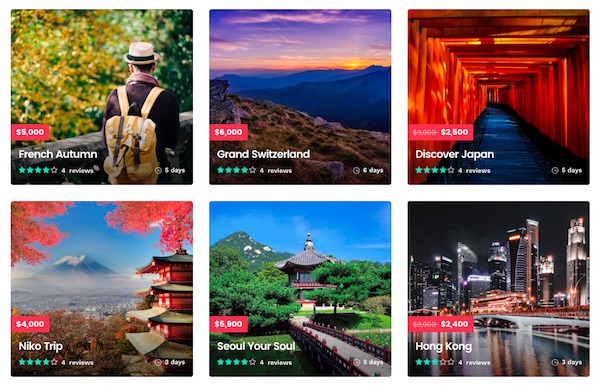 $5,000
French Autumn
4 reviews
5 days
$6,000
Grand Switzerland
4 reviews
6 days
$3,000 $2,500
Discover Japan
4 reviews
5 days
$4,000
Niko Trip
4 reviews
3 days
$5,900
Seoul Your Soul
4 reviews
5 days
$3,000 $2,400
Hong Kong
4 reviews
3 days